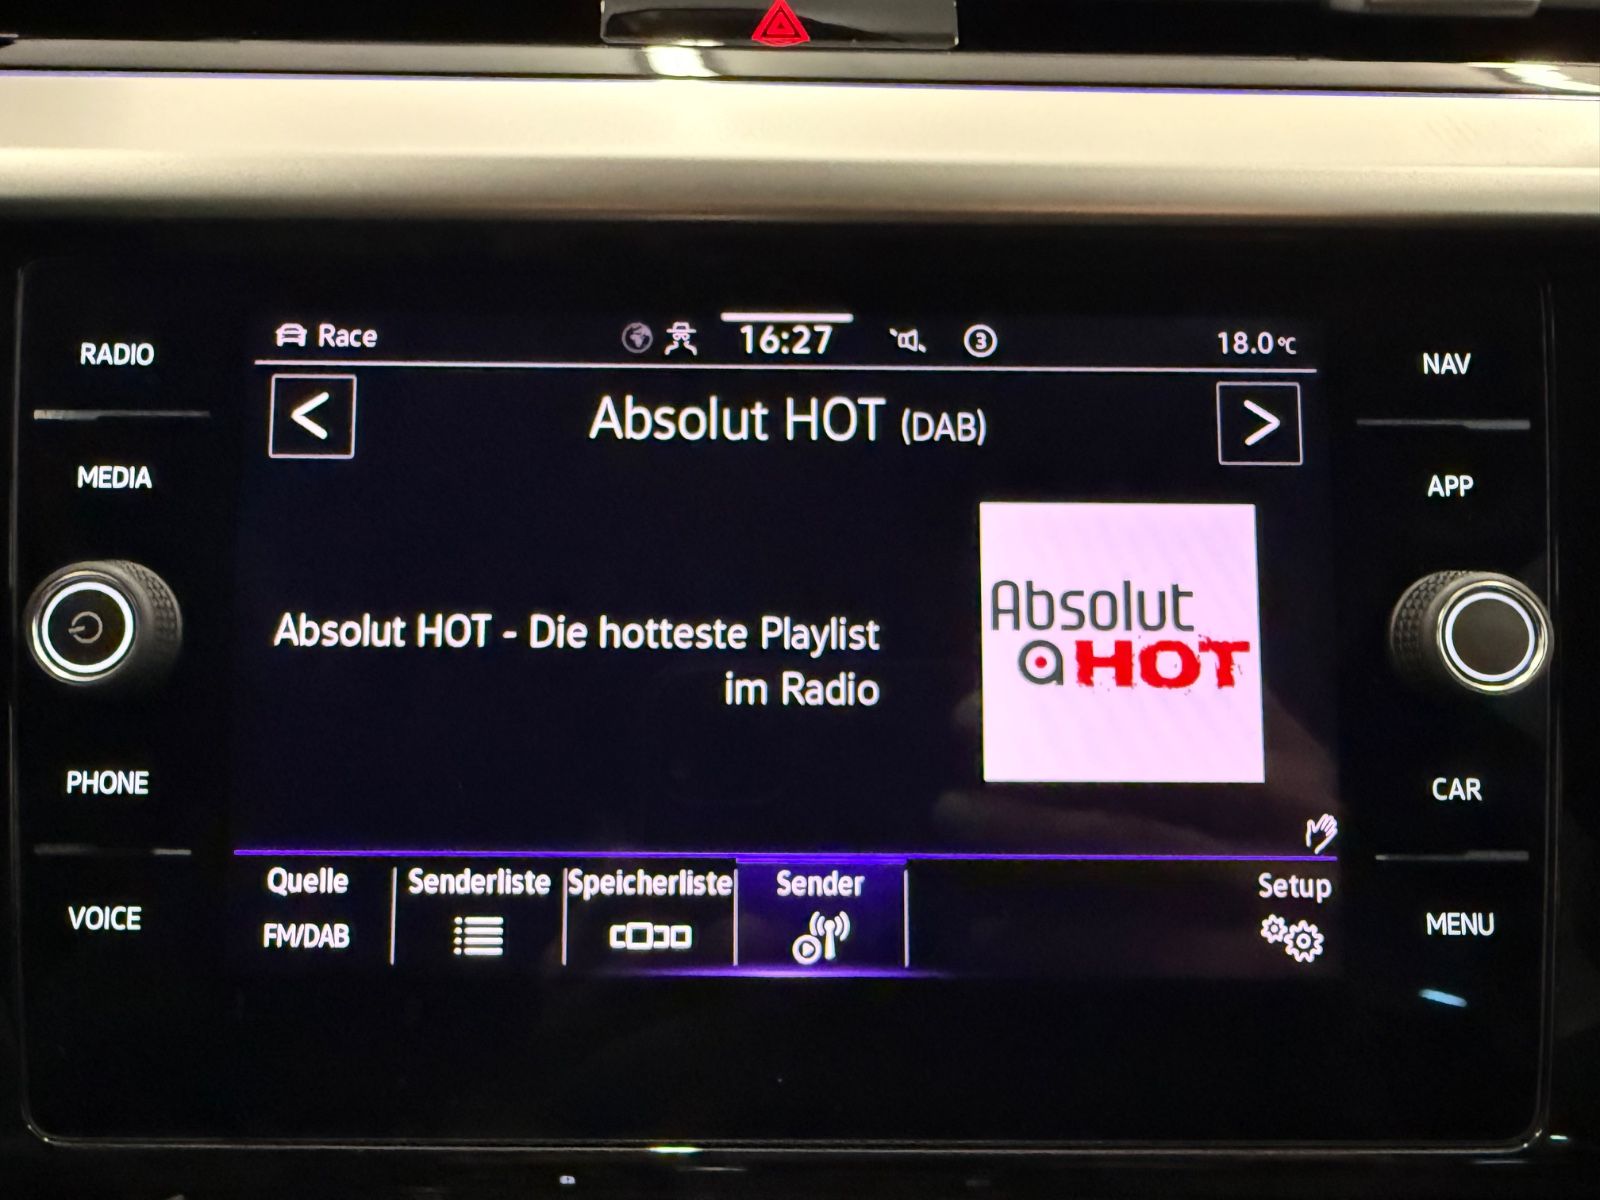 RADIO
MEDIA
PHONE
VOICE
Race
16:27
3
18.0°C
<
Absolut HOT (DAB)
>
Absolut HOT - Die hotteste Playlist
im Radio
Absolut
a HOT
Quelle
FM/DAB
Senderliste
Speicherliste
Sender
Setup
NAV
APP
CAR
MENU